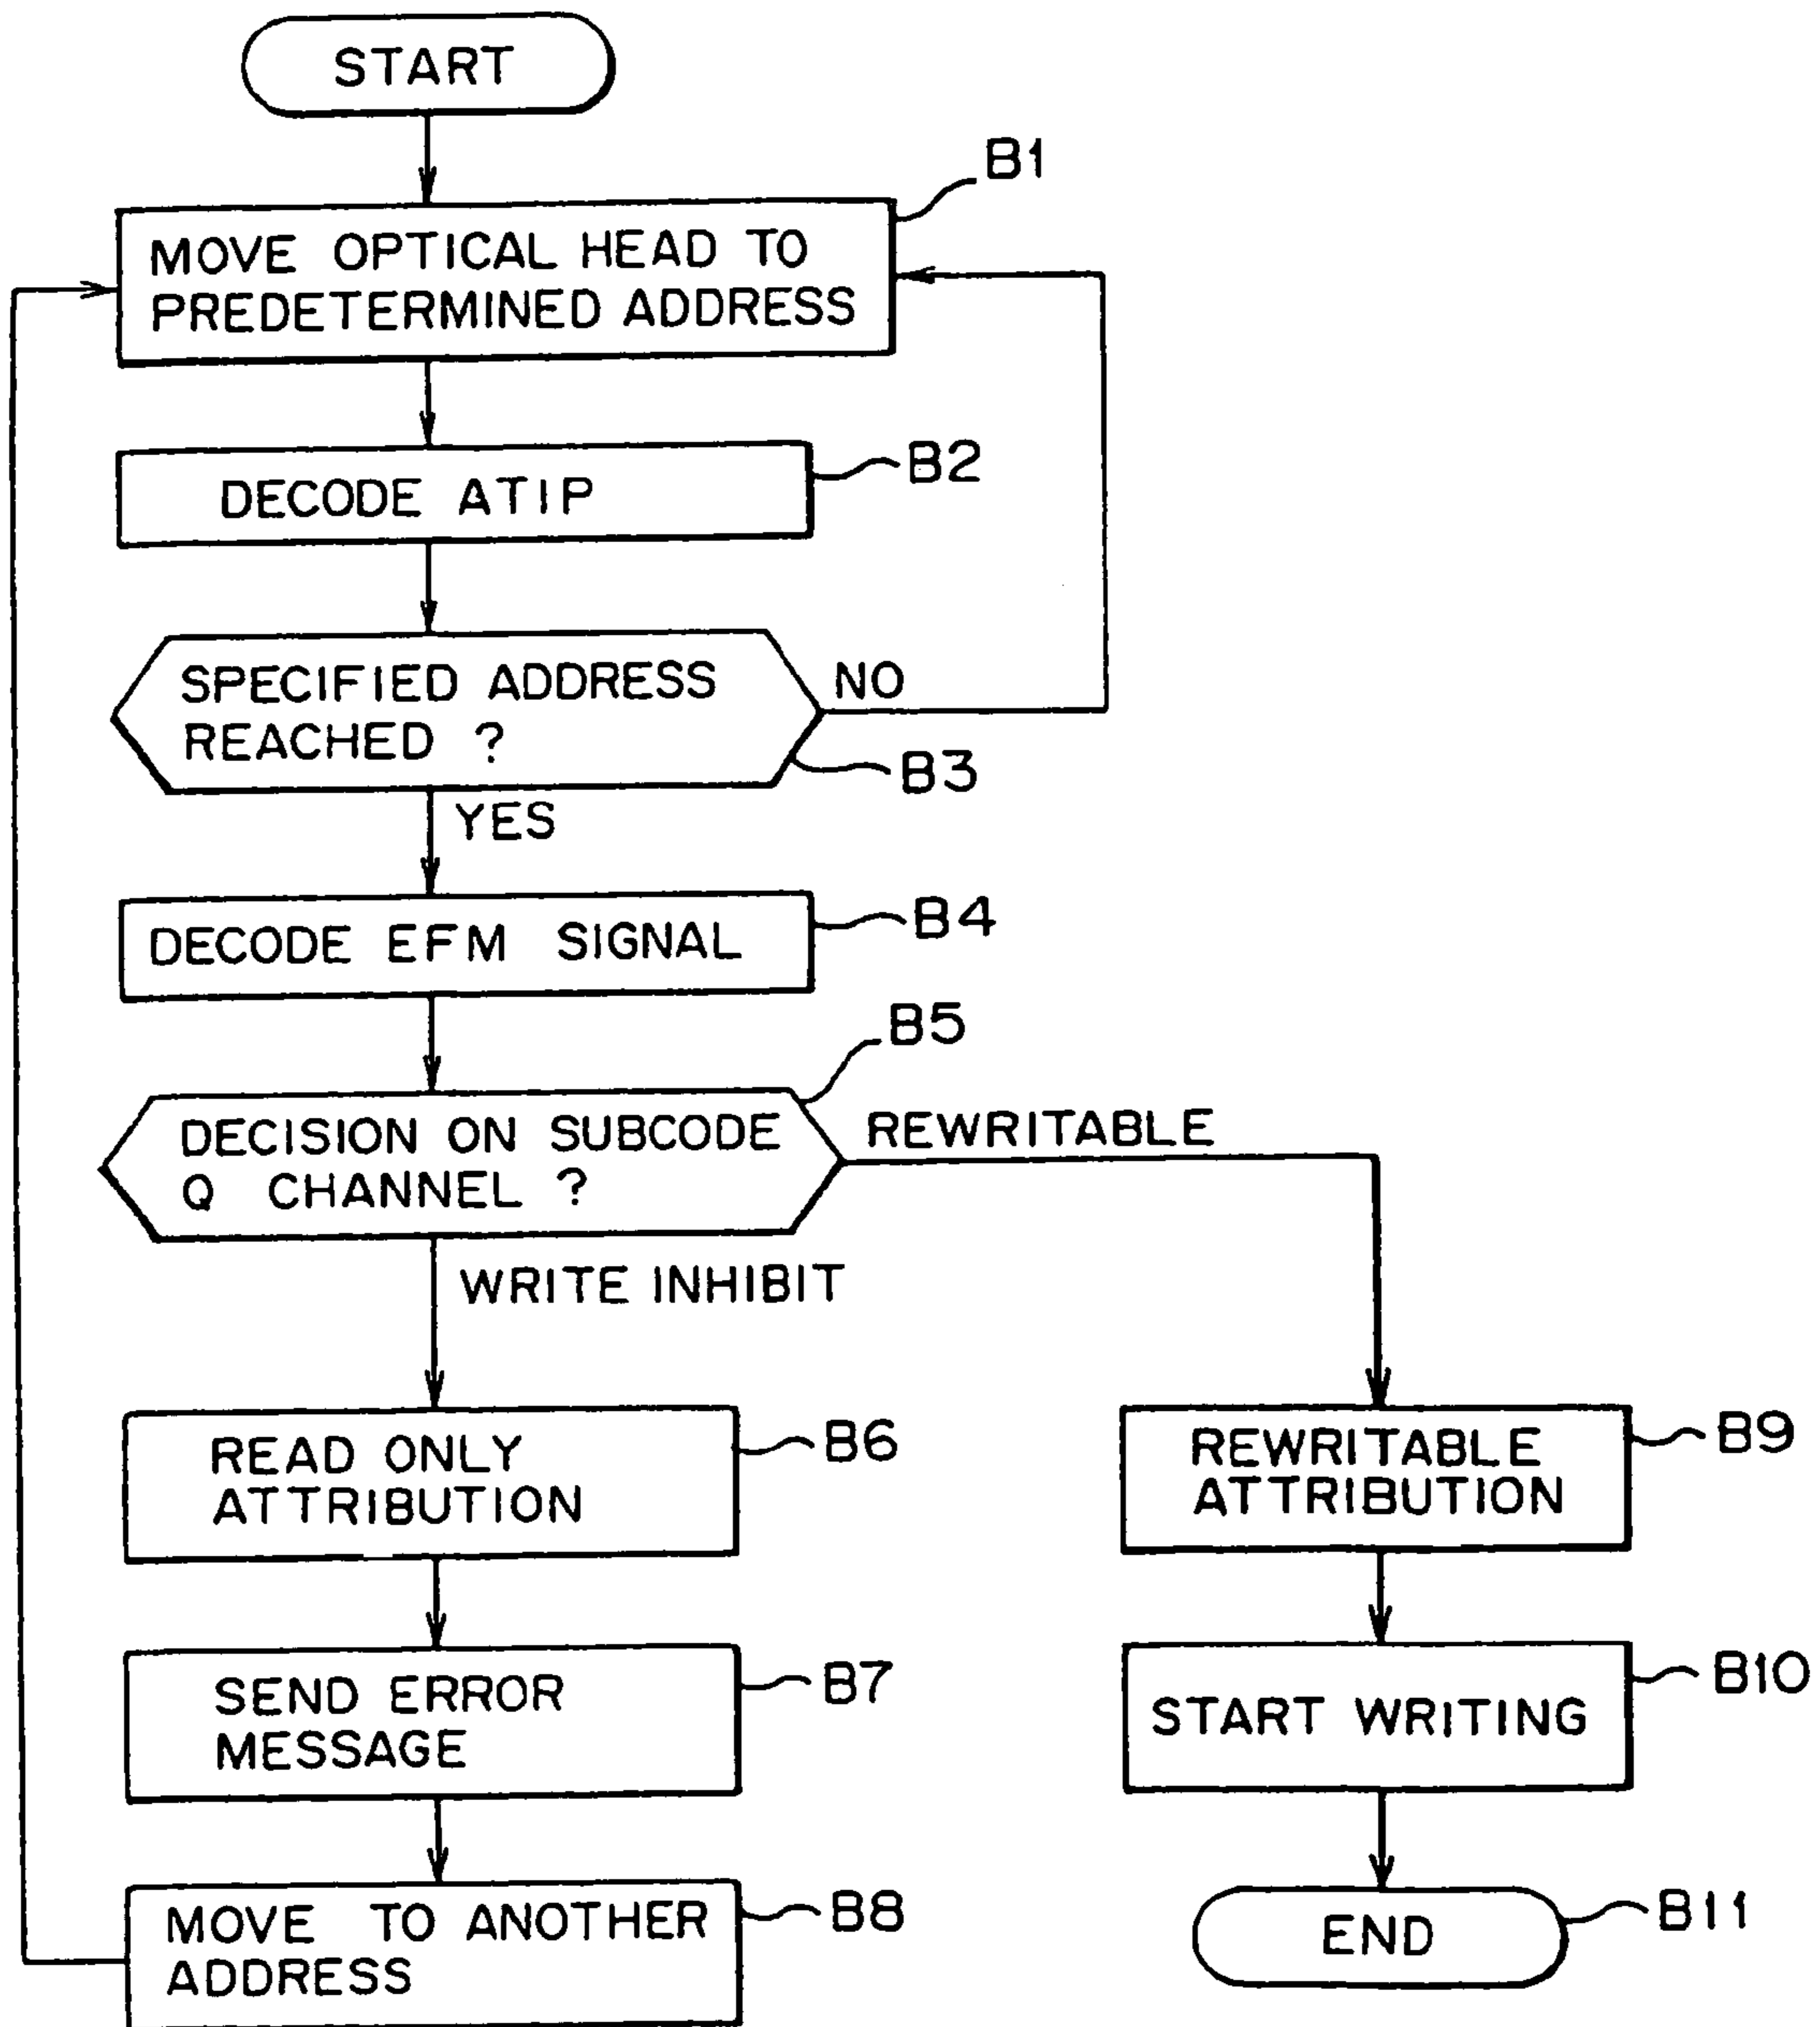 START
B1
MOVE OPTICAL HEAD TO
PREDETERMINED ADDRESS
B2
DECODE ATIP
SPECIFIED ADDRESS
REACHED ?
NO
B3
YES
B4
DECODE EFM SIGNAL
B5
DECISION ON SUBCODE
Q CHANNEL ?
REWRITABLE
WRITE INHIBIT
READ ONLY
ATTRIBUTION
B6
REWRITABLE
ATTRIBUTION
B9
SEND ERROR
MESSAGE
B7
START WRITING
B10
MOVE TO ANOTHER
ADDRESS
B8
END
B11